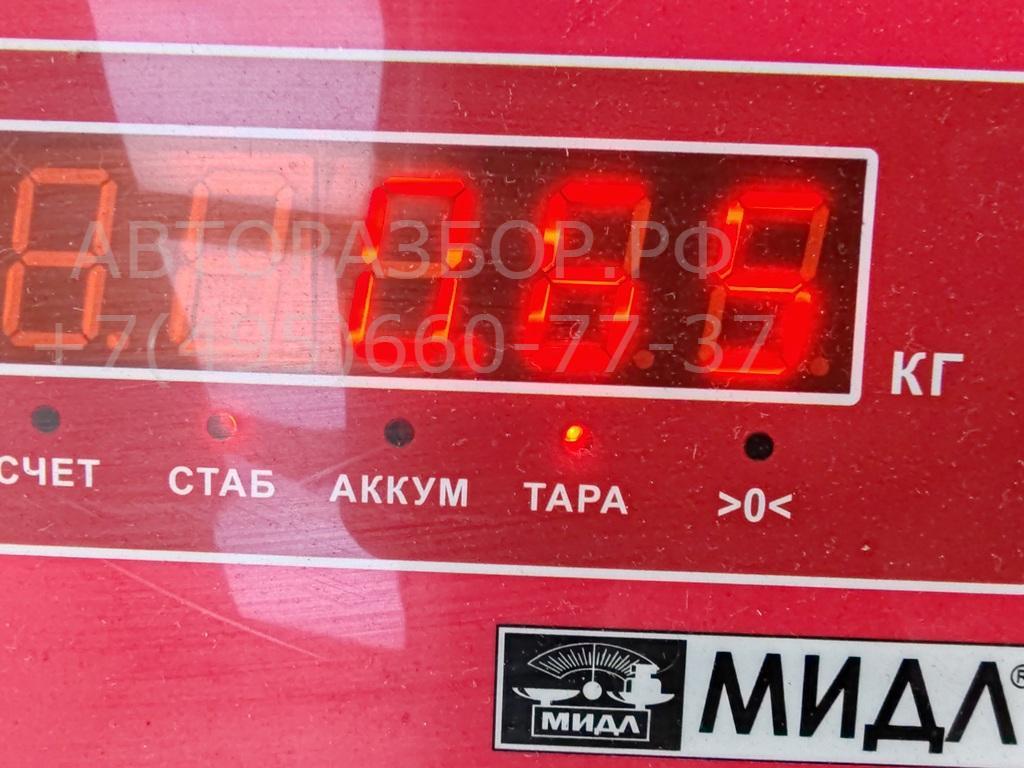 АВТОРАЗБОР.РФ
+7(495)660-77-37
КГ
СЧЕТ СТАБ АККУМ ТАРА >0<
МИДЛ МИДЛ®